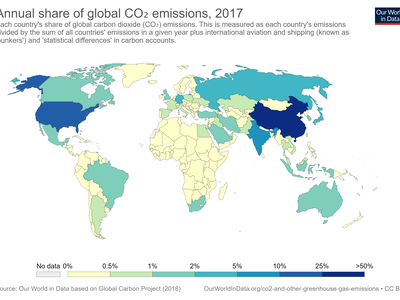 Annual share of global CO₂ emissions, 2017
Our World
in Data
each country's share of global carbon dioxide (CO₂) emissions. This is measured as each country's emissions
divided by the sum of all countries' emissions in a given year plus international aviation and shipping (known as
bunkers') and 'statistical differences' in carbon accounts.
No data 0% 0.5% 1% 2% 5% 10% 25% >50%
Source: Our World in Data based on Global Carbon Project (2018)
OurWorldInData.org/co2-and-other-greenhouse-gas-emissions • CC B